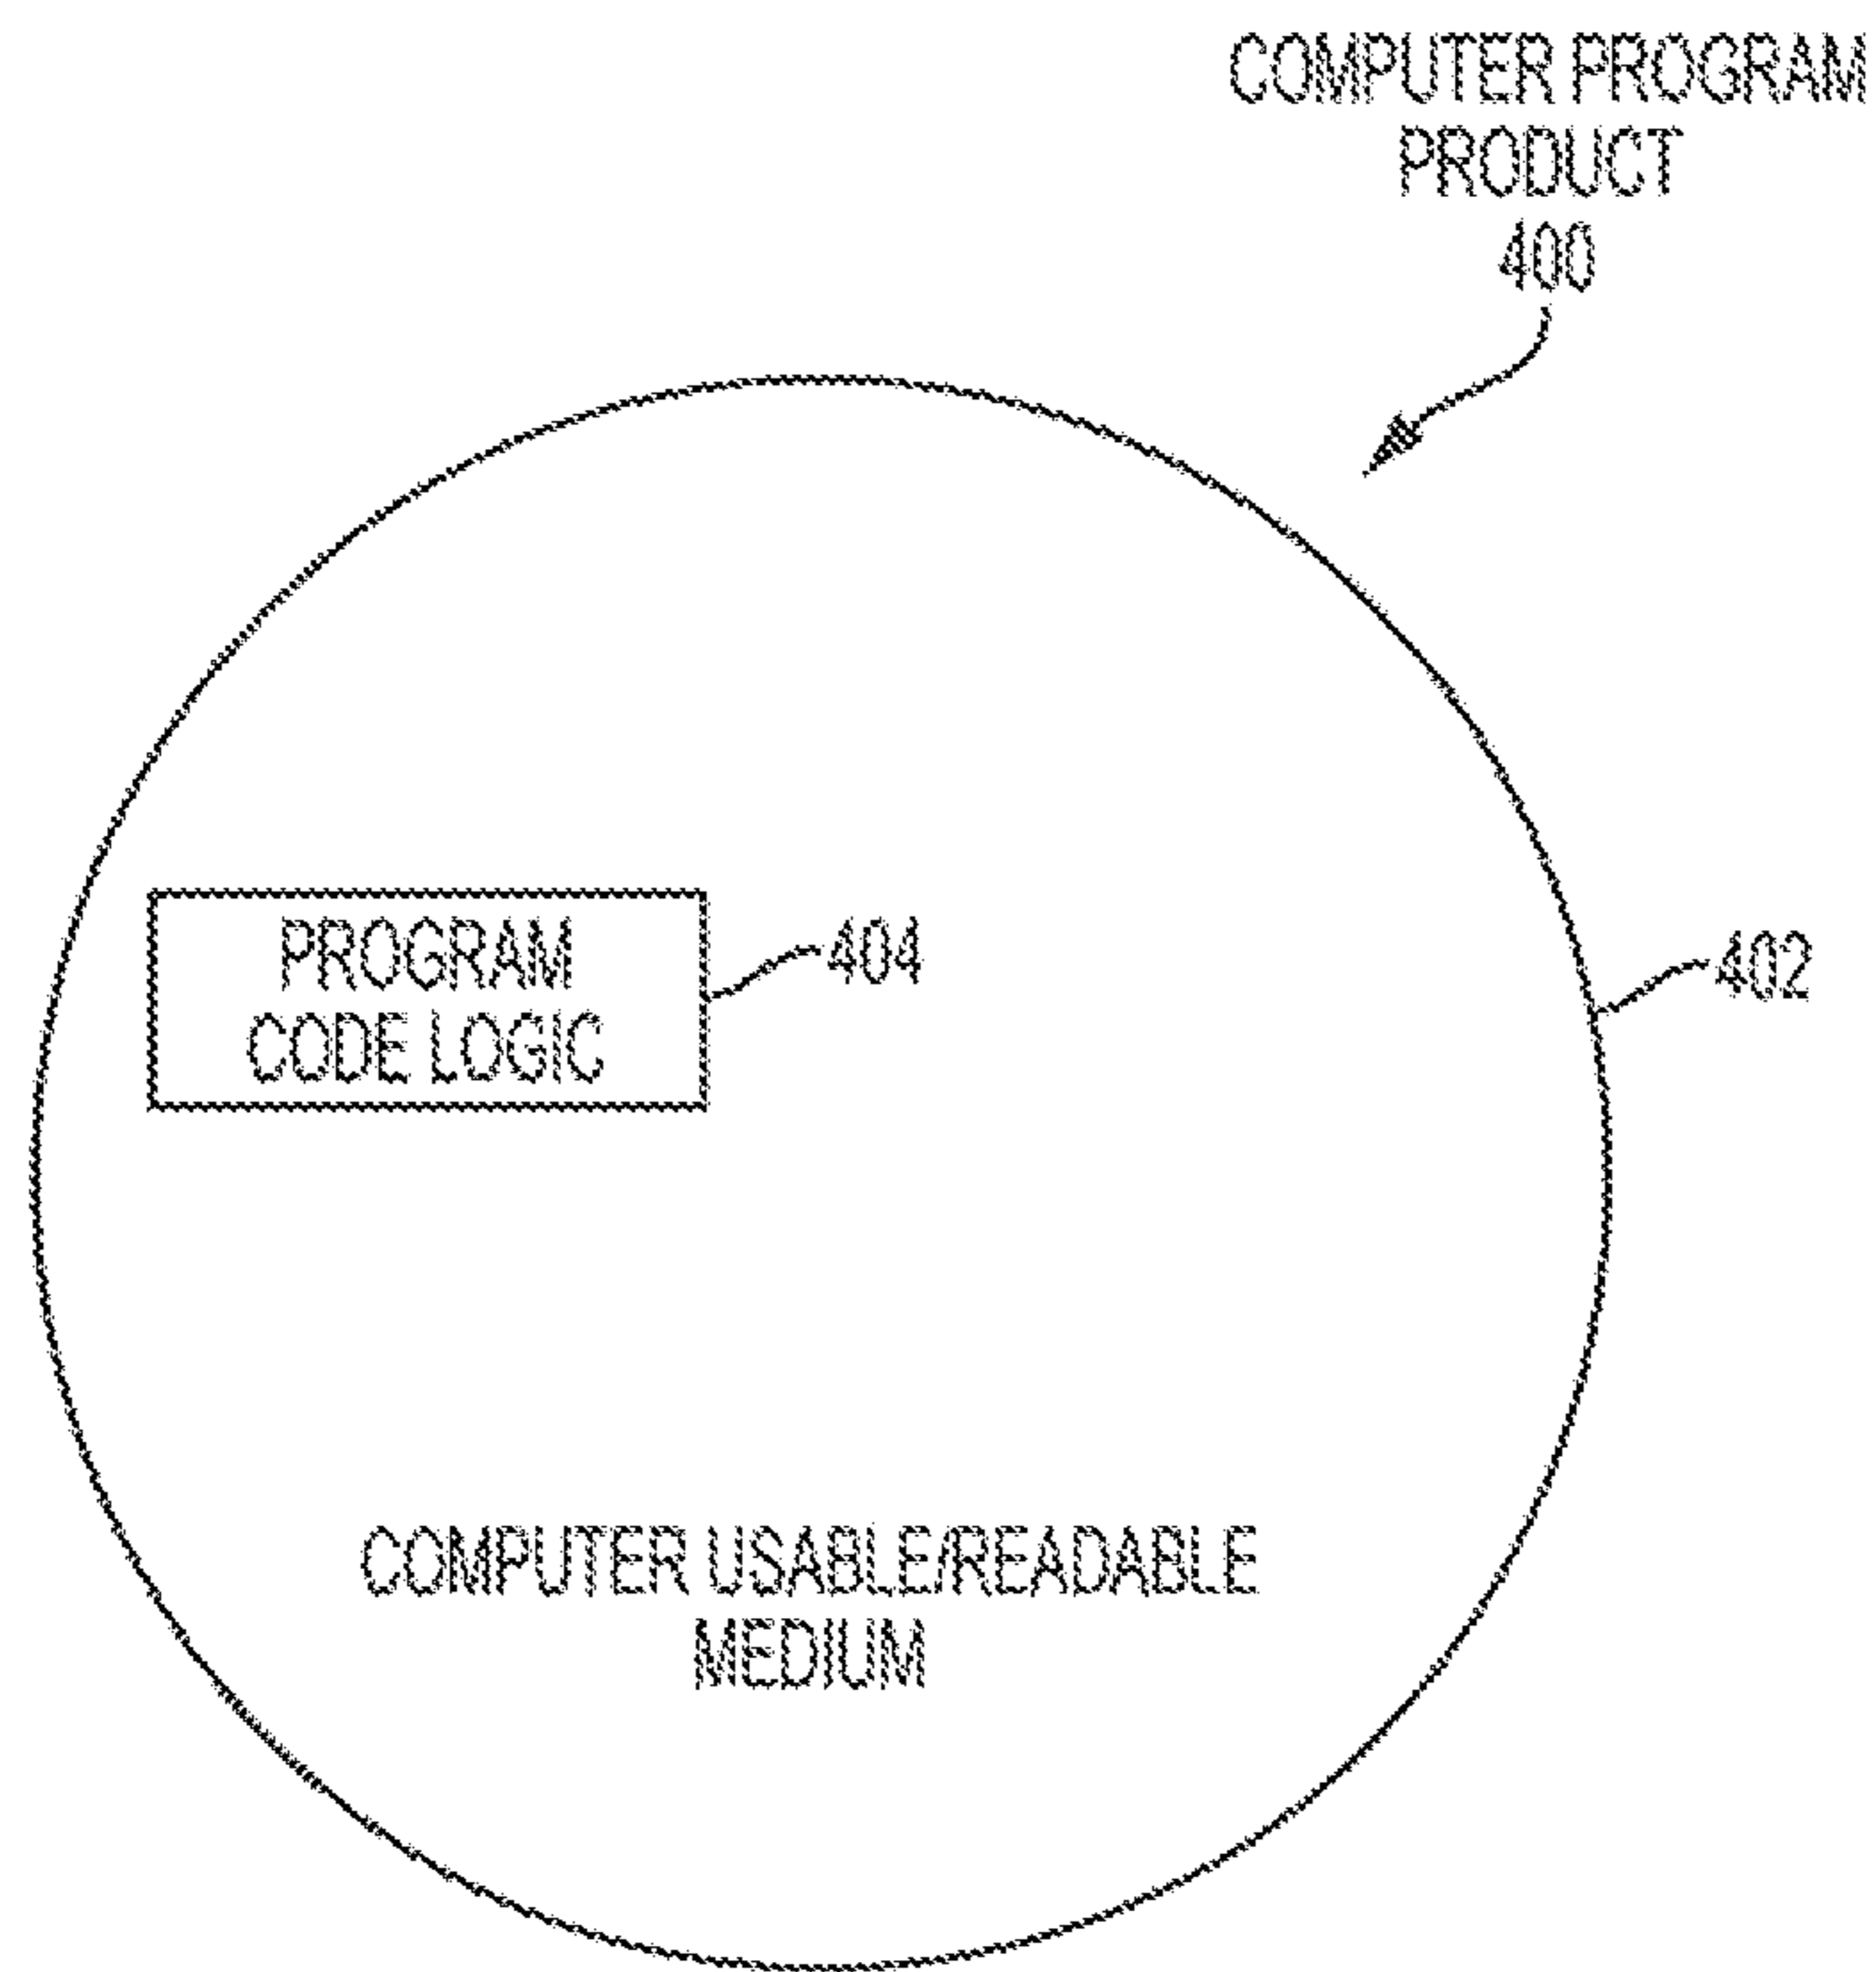 COMPUTER PROGRAM
PRODUCT
400
PROGRAM
CODE LOGIC
404
402
COMPUTER USABLE/READABLE
MEDIUM